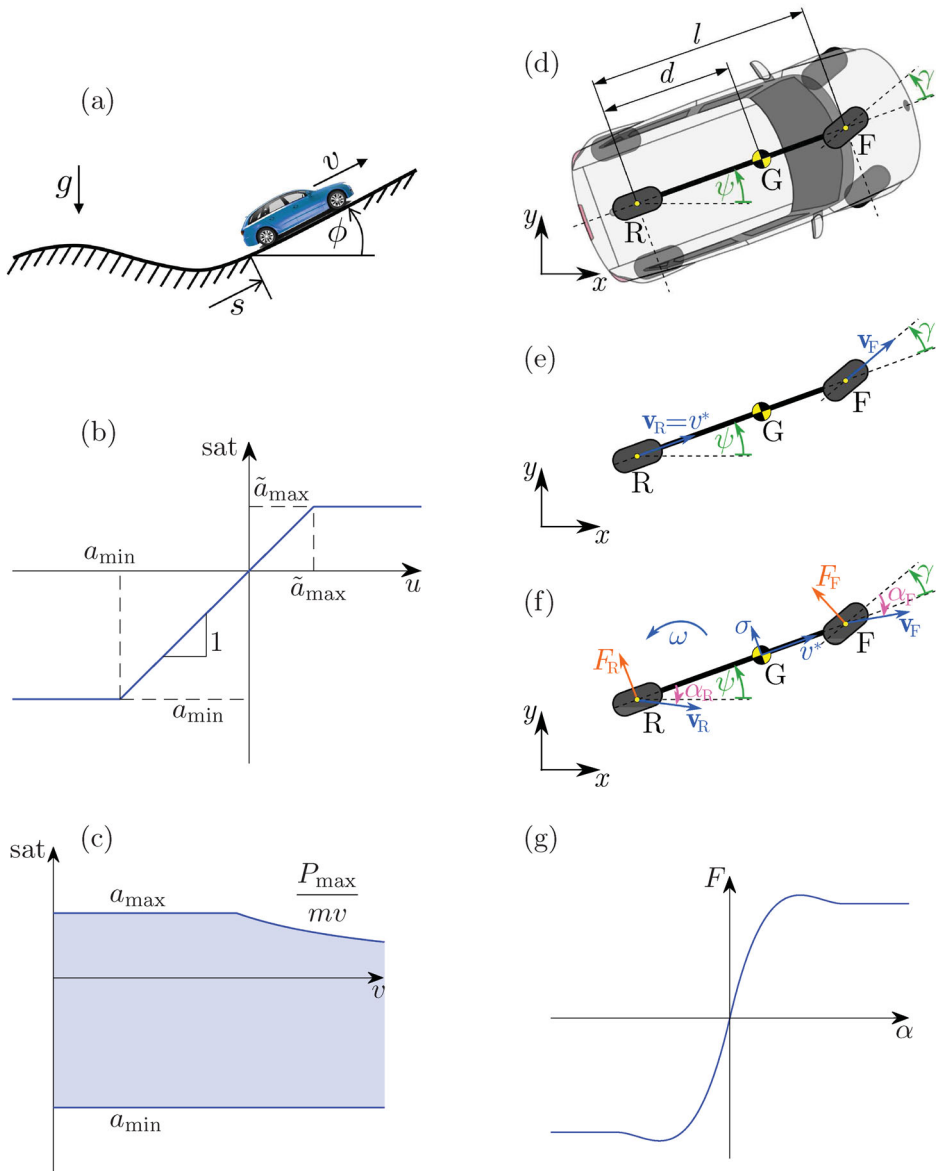 (a)
g
v
ϕ
s
(b)
sat
ã_max
a_min
ã_max
u
1
a_min
(c)
sat
a_max
P_max
mv
v
a_min
(d)
l
d
γ
F
G
ψ
R
y
x
(e)
v_F
γ
F
v_R=v*
G
ψ
R
y
x
(f)
F_F
γ
α_F
v_F
F
ω
σ
v*
F_R
G
ψ
α_R
R
v_R
y
x
(g)
F
α